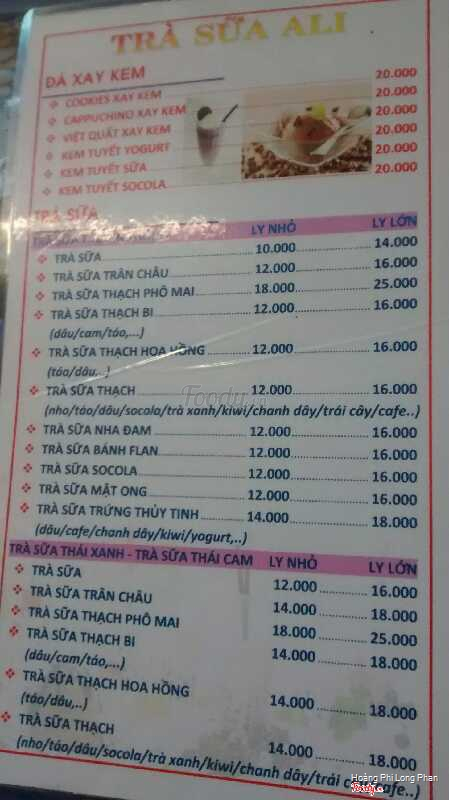 TRÀ SỮA ALI
ĐÁ XAY KEM
COOKIES XAY KEM 20.000
CAPPUCHINO XAY KEM 20.000
VIỆT QUẤT XAY KEM 20.000
KEM TUYẾT YOGURT 20.000
KEM TUYẾT SỮA 20.000
KEM TUYẾT SOCOLA 20.000
TRÀ SỮA
TRÀ SỮA LY NHỎ LY LỚN
TRÀ SỮA 10.000 14.000
TRÀ SỮA TRÂN CHÂU 12.000 16.000
TRÀ SỮA THẠCH PHÔ MAI 18.000 25.000
TRÀ SỮA THẠCH BI 12.000 16.000
(dâu/cam/táo,...)
TRÀ SỮA THẠCH HOA HỒNG 12.000 16.000
(táo/dâu..)
TRÀ SỮA THẠCH 12.000 16.000
(nho/táo/dâu/socola/trà xanh/kiwi/chanh dây/trái cây/cafe..)
TRÀ SỮA NHA ĐAM 12.000 16.000
TRÀ SỮA BÁNH FLAN 12.000 16.000
TRÀ SỮA SOCOLA 12.000 16.000
TRÀ SỮA MẬT ONG 12.000 16.000
TRÀ SỮA TRỨNG THỦY TINH 14.000 18.000
(dâu/cafe/chanh dây/kiwi/yogurt,..)
TRÀ SỮA THÁI XANH - TRÀ SỮA THÁI CAM LY NHỎ LY LỚN
TRÀ SỮA 12.000 16.000
TRÀ SỮA TRÂN CHÂU 14.000 18.000
TRÀ SỮA THẠCH PHÔ MAI 18.000 25.000
TRÀ SỮA THẠCH BI 14.000 18.000
(dâu/cam/táo,...)
TRÀ SỮA THẠCH HOA HỒNG 14.000 18.000
(táo/dâu,..)
TRÀ SỮA THẠCH 14.000 18.000
(nho/táo/dâu/socola/trà xanh/kiwi/chanh dây/trái cây/cafe..)
Foody
Hoàng Phi Long Phan
Foody